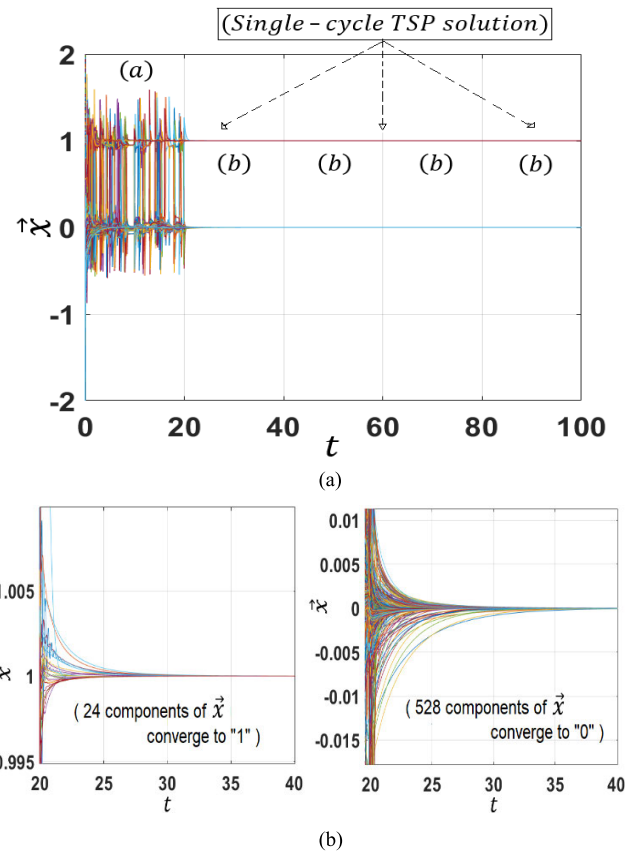 (Single – cycle TSP solution)
2
(a)
1
(b) (b) (b) (b)
x⃗
0
-1
-2
0 20 40 60 80 100
t
(a)
1.005
x
1
( 24 components of x⃗
converge to "1" )
0.995
20 25 30 35 40
t
0.01
0.005
x⃗
0
-0.005
-0.01
( 528 components of x⃗
converge to "0" )
-0.015
20 25 30 35 40
t
(b)